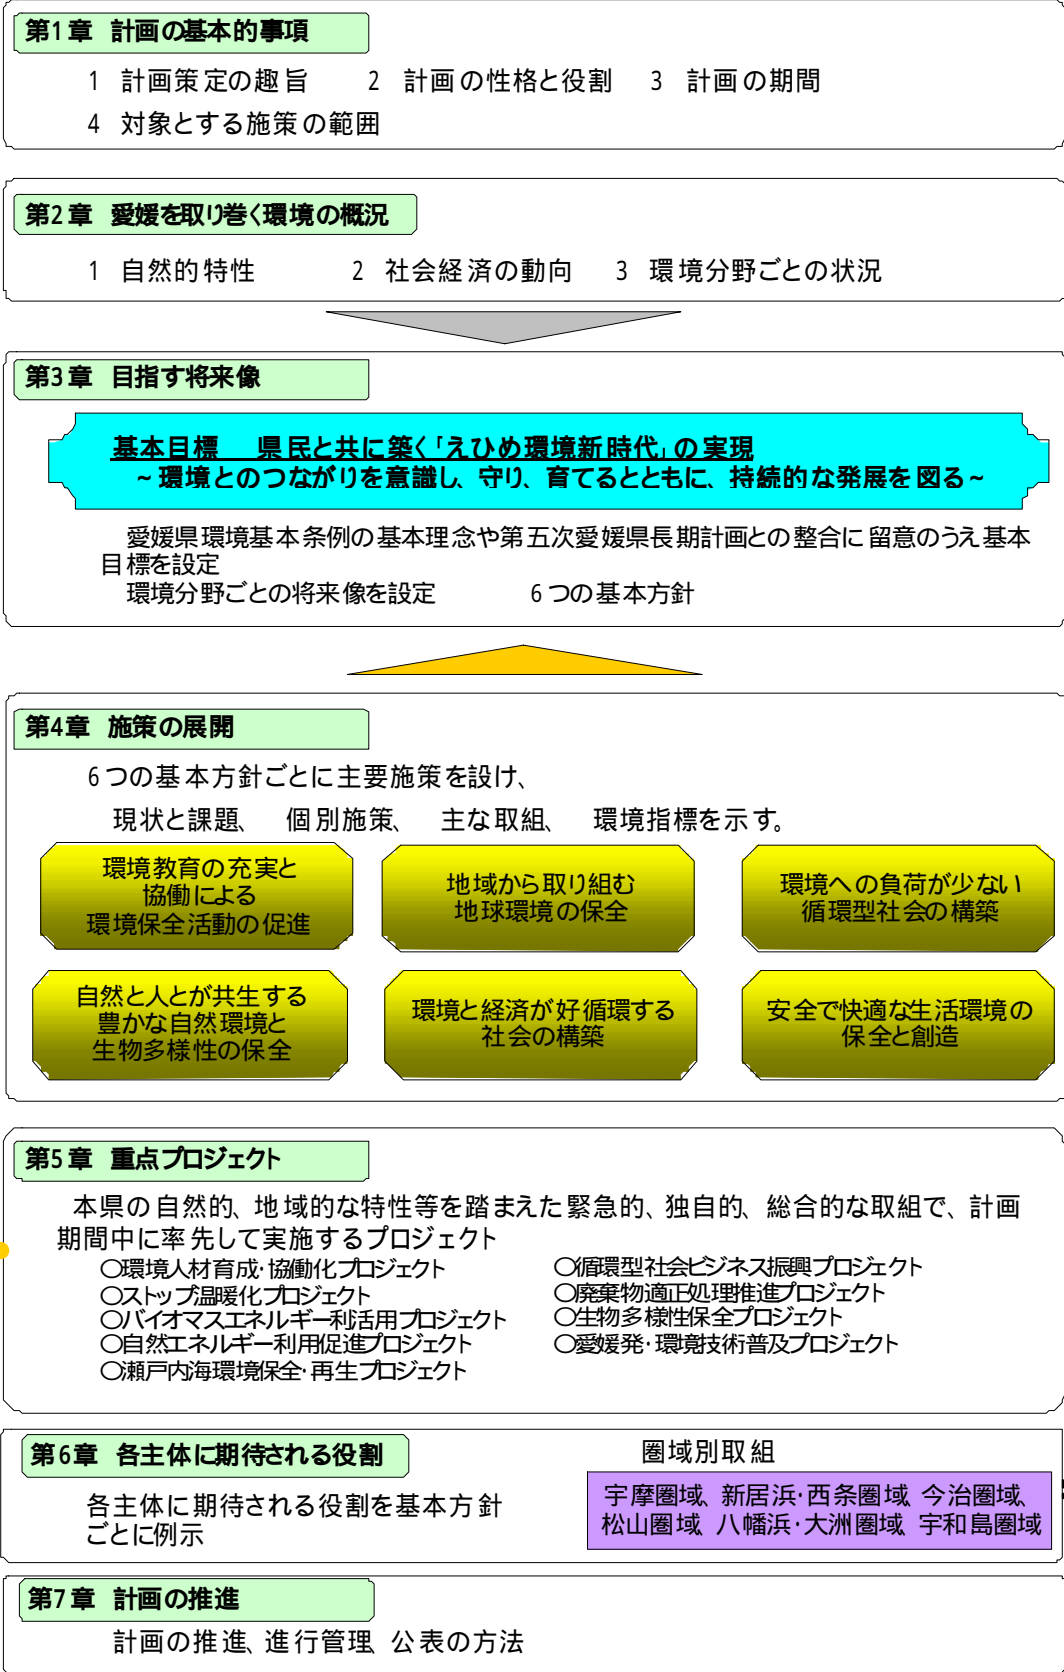 第1章 計画の基本的事項
1 計画策定の趣旨 2 計画の性格と役割 3 計画の期間
4 対象とする施策の範囲
第2章 愛媛を取り巻く環境の概況
1 自然的特性 2 社会経済の動向 3 環境分野ごとの状況
第3章 目指す将来像
基本目標 県民と共に築く「えひめ環境新時代」の実現
~環境とのつながりを意識し、守り、育てるとともに、持続的な発展を図る~
愛媛県環境基本条例の基本理念や第五次愛媛県長期計画との整合に留意のうえ基本
目標を設定
環境分野ごとの将来像を設定 6つの基本方針
第4章 施策の展開
6つの基本方針ごとに主要施策を設け、
現状と課題、 個別施策、 主な取組、 環境指標を示す。
環境教育の充実と
協働による
環境保全活動の促進
地域から取り組む
地球環境の保全
環境への負荷が少ない
循環型社会の構築
自然と人とが共生する
豊かな自然環境と
生物多様性の保全
環境と経済が好循環する
社会の構築
安全で快適な生活環境の
保全と創造
第5章 重点プロジェクト
本県の自然的、地域的な特性等を踏まえた緊急的、独自的、総合的な取組で、計画
期間中に率先して実施するプロジェクト
○環境人材育成・協働化プロジェクト
○ストップ温暖化プロジェクト
○バイオマスエネルギー利活用プロジェクト
○自然エネルギー利用促進プロジェクト
○瀬戸内海環境保全・再生プロジェクト
○循環型社会ビジネス振興プロジェクト
○廃棄物適正処理推進プロジェクト
○生物多様性保全プロジェクト
○愛媛発・環境技術普及プロジェクト
第6章 各主体に期待される役割
各主体に期待される役割を基本方針
ごとに例示
圏域別取組
宇摩圏域、新居浜・西条圏域、今治圏域、
松山圏域、八幡浜・大洲圏域、宇和島圏域
第7章 計画の推進
計画の推進、進行管理、公表の方法